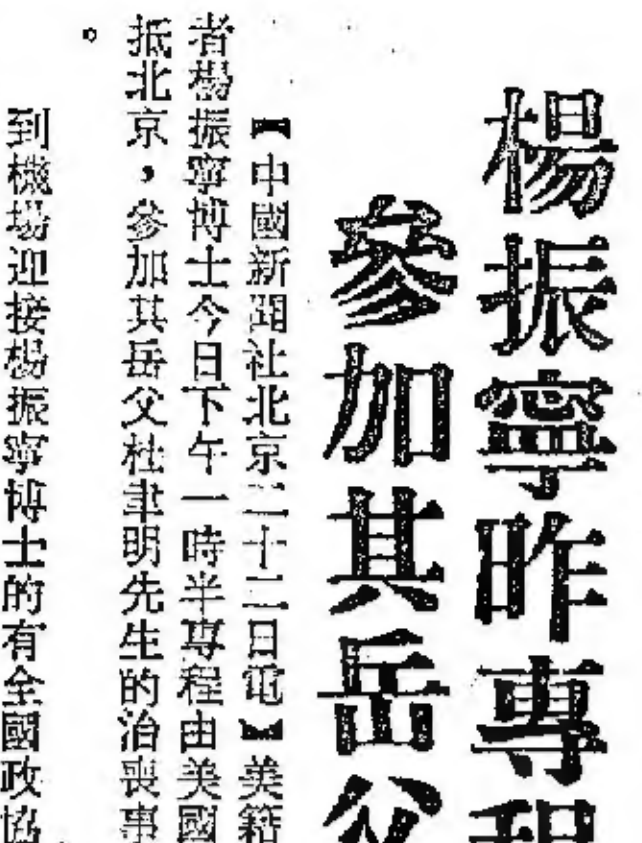 楊振寧昨專程
參加其岳父
【中國新聞社北京二十二日電】美籍
者楊振寧博士今日下午一時半專程由美國
抵北京，參加其岳父杜聿明先生的治喪事
。
到機場迎接楊振寧博士的有全國政協